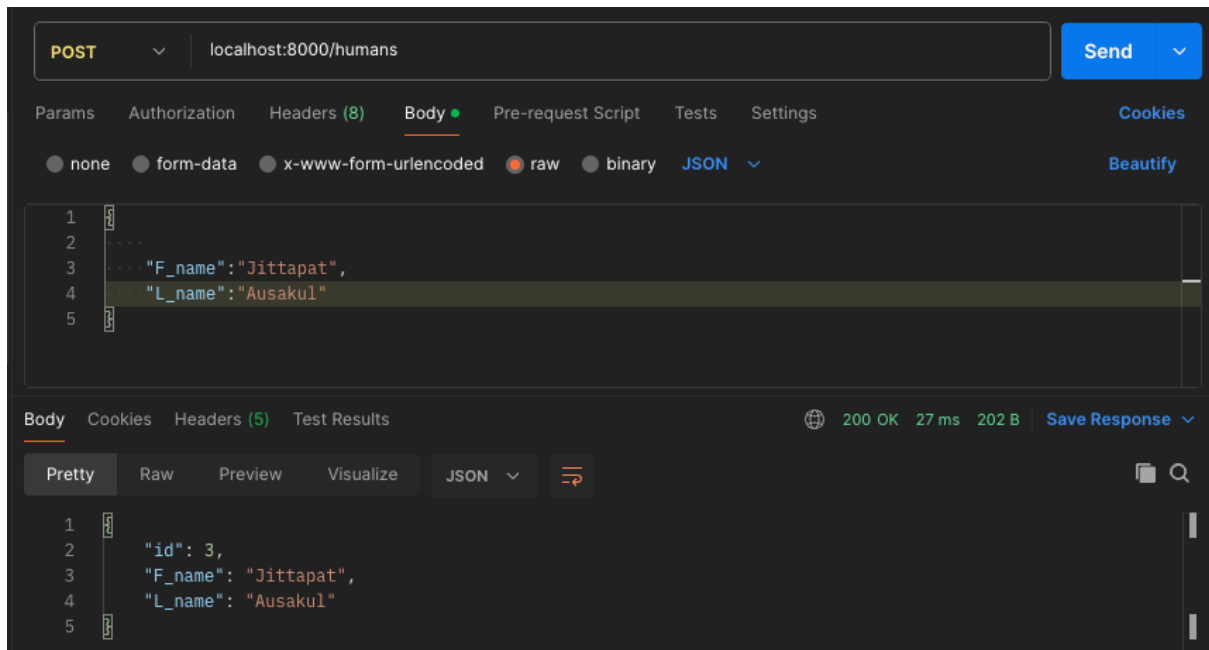 POST localhost:8000/humans Send
Params Authorization Headers (8) Body Pre-request Script Tests Settings Cookies
none form-data x-www-form-urlencoded raw binary JSON Beautify
1 {
2
3 "F_name":"Jittapat",
4 "L_name":"Ausakul"
5 }
Body Cookies Headers (5) Test Results 200 OK 27 ms 202 B Save Response
Pretty Raw Preview Visualize JSON
1 {
2 "id": 3,
3 "F_name": "Jittapat",
4 "L_name": "Ausakul"
5 }